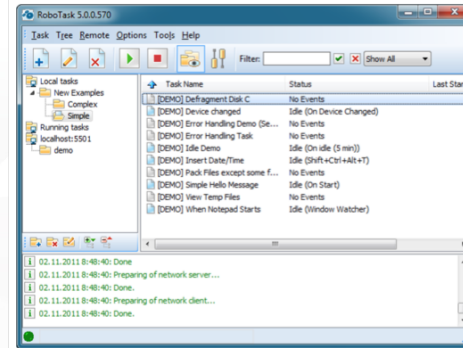 RoboTask 5.0.0.570
Task Tree Remote Options Tools Help
Filter: Show All
Local tasks
New Examples
Complex
Simple
Running tasks
localhost:5501
demo
Task Name Status Last Star
[DEMO] Defragment Disk C No Events
[DEMO] Device changed Idle (On Device Changed)
[DEMO] Error Handling Demo (Se... No Events
[DEMO] Error Handling Task No Events
[DEMO] Idle Demo Idle (On idle (5 min))
[DEMO] Insert Date/Time Idle (Shift+Ctrl+Alt+T)
[DEMO] Pack Files except some f... No Events
[DEMO] Simple Hello Message Idle (On Start)
[DEMO] View Temp Files No Events
[DEMO] When Notepad Starts Idle (Window Watcher)
02.11.2011 8:48:40: Done
02.11.2011 8:48:40: Preparing of network server...
02.11.2011 8:48:40: Done.
02.11.2011 8:48:40: Preparing of network client...
02.11.2011 8:48:40: Done.